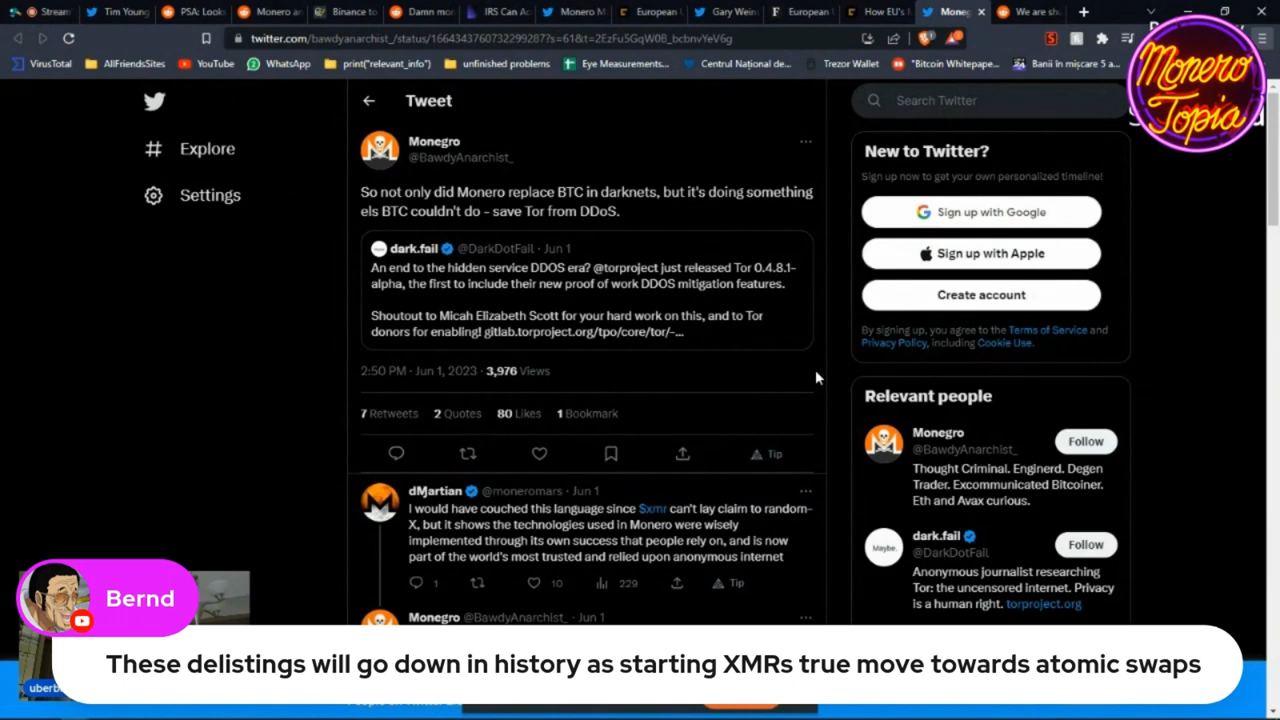 Stream
Tim Young
PSA: Looks
Monero an
Binance to
Damn mor
IRS Can Ac
Monero M
European U
Gary Wein
European U
How EU's F
Moneg
We are sh
twitter.com/bawdyanarchist_/status/1664343760732299287?s=61&t=2EzFu5GqW08_bcbnvYeV6g
VirusTotal
AllFriendsSites
YouTube
WhatsApp
print("relevant_info")
unfinished problems
Eye Measurements...
Centrul Național de...
Trezor Wallet
"Bitcoin Whitepape...
Banii în mișcare 5 a...
Monero
Topia
Explore
Settings
Tweet
Monegro
@BawdyAnarchist_
So not only did Monero replace BTC in darknets, but it's doing something
els BTC couldn't do - save Tor from DDoS.
dark.fail @DarkDotFail · Jun 1
An end to the hidden service DDOS era? @torproject just released Tor 0.4.8.1-
alpha, the first to include their new proof of work DDOS mitigation features.
Shoutout to Micah Elizabeth Scott for your hard work on this, and to Tor
donors for enabling! gitlab.torproject.org/tpo/core/tor/-...
2:50 PM · Jun 1, 2023 · 3,976 Views
7 Retweets 2 Quotes 80 Likes 1 Bookmark
Tip
dMartian @moneromars · Jun 1
I would have couched this language since $xmr can't lay claim to random-
X, but it shows the technologies used in Monero were wisely
implemented through its own success that people rely on, and is now
part of the world's most trusted and relied upon anonymous internet
1 10 229 Tip
Monegro @BawdyAnarchist_ · Jun 1
Search Twitter
New to Twitter?
Sign up now to get your own personalized timeline!
Sign up with Google
Sign up with Apple
Create account
By signing up, you agree to the Terms of Service and
Privacy Policy, including Cookie Use.
Relevant people
Monegro
@BawdyAnarchist_
Follow
Thought Criminal. Enginerd. Degen
Trader. Excommunicated Bitcoiner.
Eth and Avax curious.
Maybe.
dark.fail
@DarkDotFail
Follow
Anonymous journalist researching
Tor: the uncensored internet. Privacy
is a human right. torproject.org
Bernd
These delistings will go down in history as starting XMRs true move towards atomic swaps